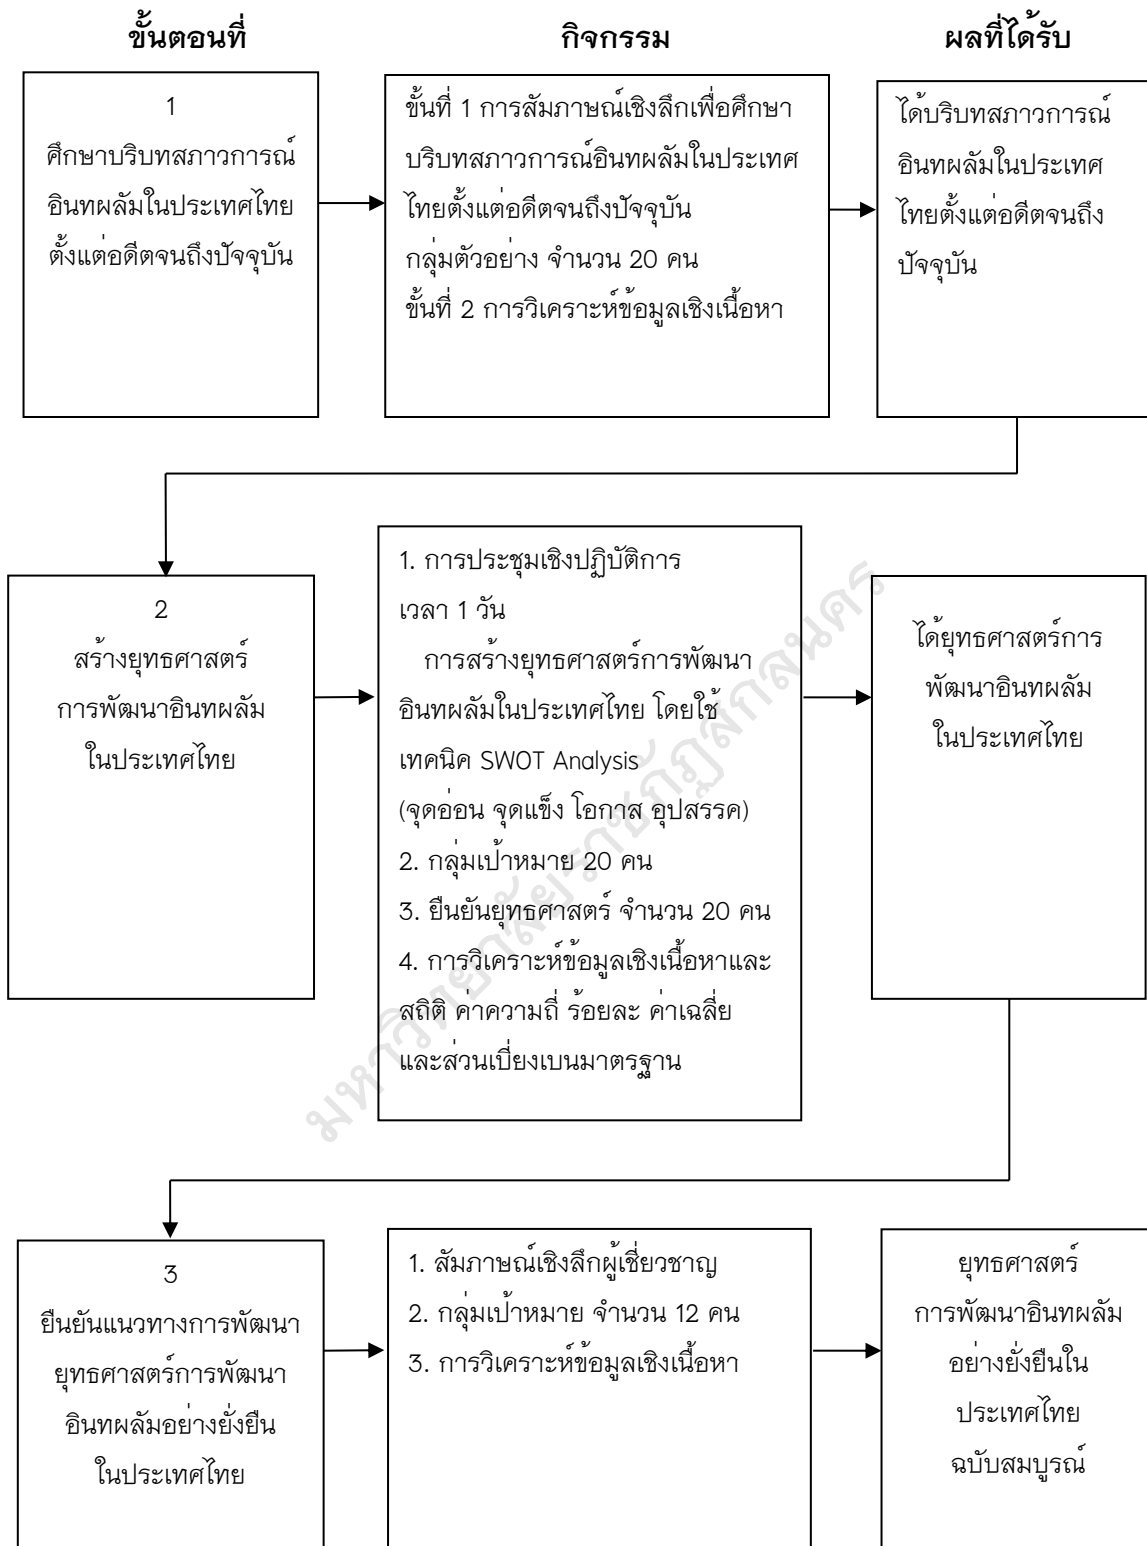 ขั้นตอนที่ กิจกรรม ผลที่ได้รับ
1
ศึกษาบริบทสภาวการณ์
อินทผลัมในประเทศไทย
ตั้งแต่อดีตจนถึงปัจจุบัน
ขั้นที่ 1 การสัมภาษณ์เชิงลึกเพื่อศึกษา
บริบทสภาวการณ์อินทผลัมในประเทศ
ไทยตั้งแต่อดีตจนถึงปัจจุบัน
กลุ่มตัวอย่าง จำนวน 20 คน
ขั้นที่ 2 การวิเคราะห์ข้อมูลเชิงเนื้อหา
ได้บริบทสภาวการณ์
อินทผลัมในประเทศ
ไทยตั้งแต่อดีตจนถึง
ปัจจุบัน
2
สร้างยุทธศาสตร์
การพัฒนาอินทผลัม
ในประเทศไทย
1. การประชุมเชิงปฏิบัติการ
เวลา 1 วัน
การสร้างยุทธศาสตร์การพัฒนา
อินทผลัมในประเทศไทย โดยใช้
เทคนิค SWOT Analysis
(จุดอ่อน จุดแข็ง โอกาส อุปสรรค)
2. กลุ่มเป้าหมาย 20 คน
3. ยืนยันยุทธศาสตร์ จำนวน 20 คน
4. การวิเคราะห์ข้อมูลเชิงเนื้อหาและ
สถิติ ค่าความถี่ ร้อยละ ค่าเฉลี่ย
และส่วนเบี่ยงเบนมาตรฐาน
ได้ยุทธศาสตร์การ
พัฒนาอินทผลัม
ในประเทศไทย
มหาวิทยาลัยราชภัฏสกลนคร
3
ยืนยันแนวทางการพัฒนา
ยุทธศาสตร์การพัฒนา
อินทผลัมอย่างยั่งยืน
ในประเทศไทย
1. สัมภาษณ์เชิงลึกผู้เชี่ยวชาญ
2. กลุ่มเป้าหมาย จำนวน 12 คน
3. การวิเคราะห์ข้อมูลเชิงเนื้อหา
ยุทธศาสตร์
การพัฒนาอินทผลัม
อย่างยั่งยืนใน
ประเทศไทย
ฉบับสมบูรณ์